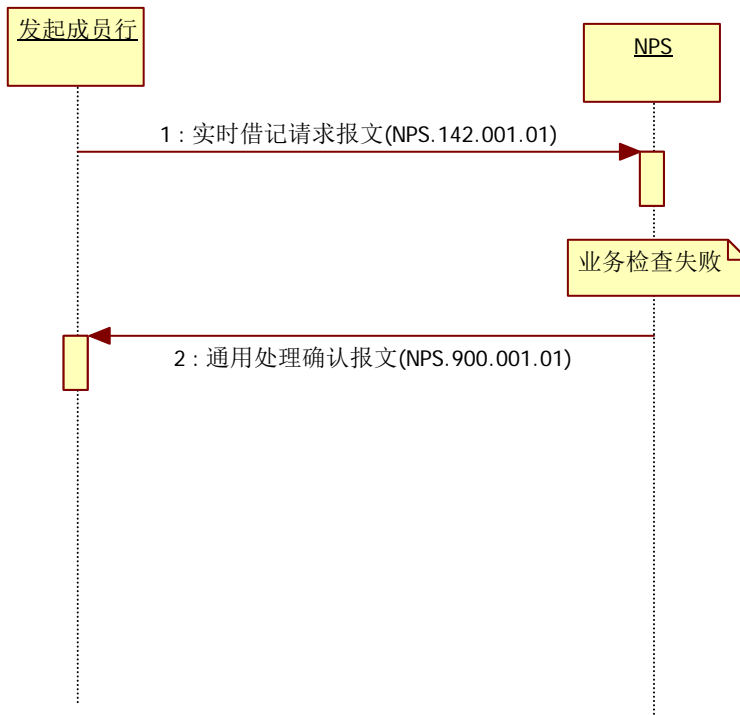 发起成员行
NPS
1 : 实时借记请求报文(NPS.142.001.01)
业务检查失败
2 : 通用处理确认报文(NPS.900.001.01)